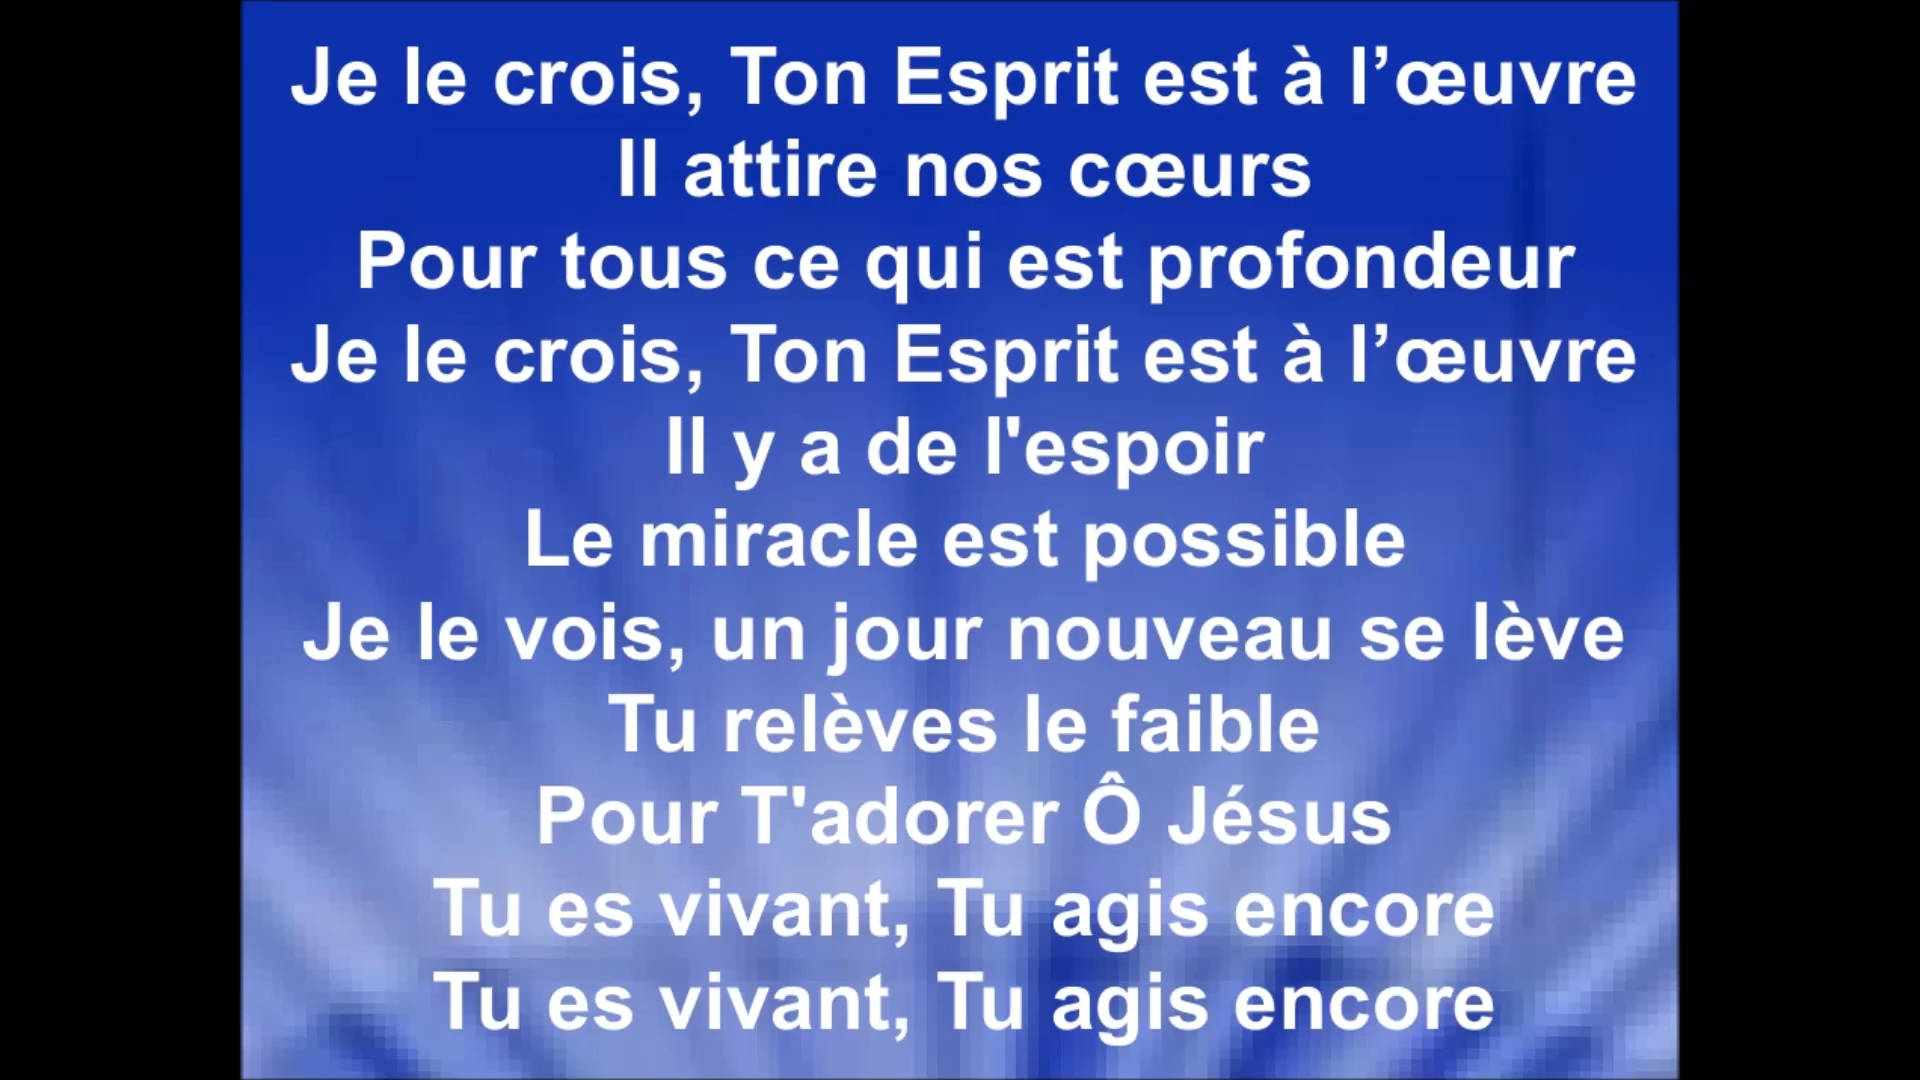 Je le crois, Ton Esprit est à l’œuvre
Il attire nos cœurs
Pour tous ce qui est profondeur
Je le crois, Ton Esprit est à l’œuvre
Il y a de l'espoir
Le miracle est possible
Je le vois, un jour nouveau se lève
Tu relèves le faible
Pour T'adorer Ô Jésus
Tu es vivant, Tu agis encore
Tu es vivant, Tu agis encore